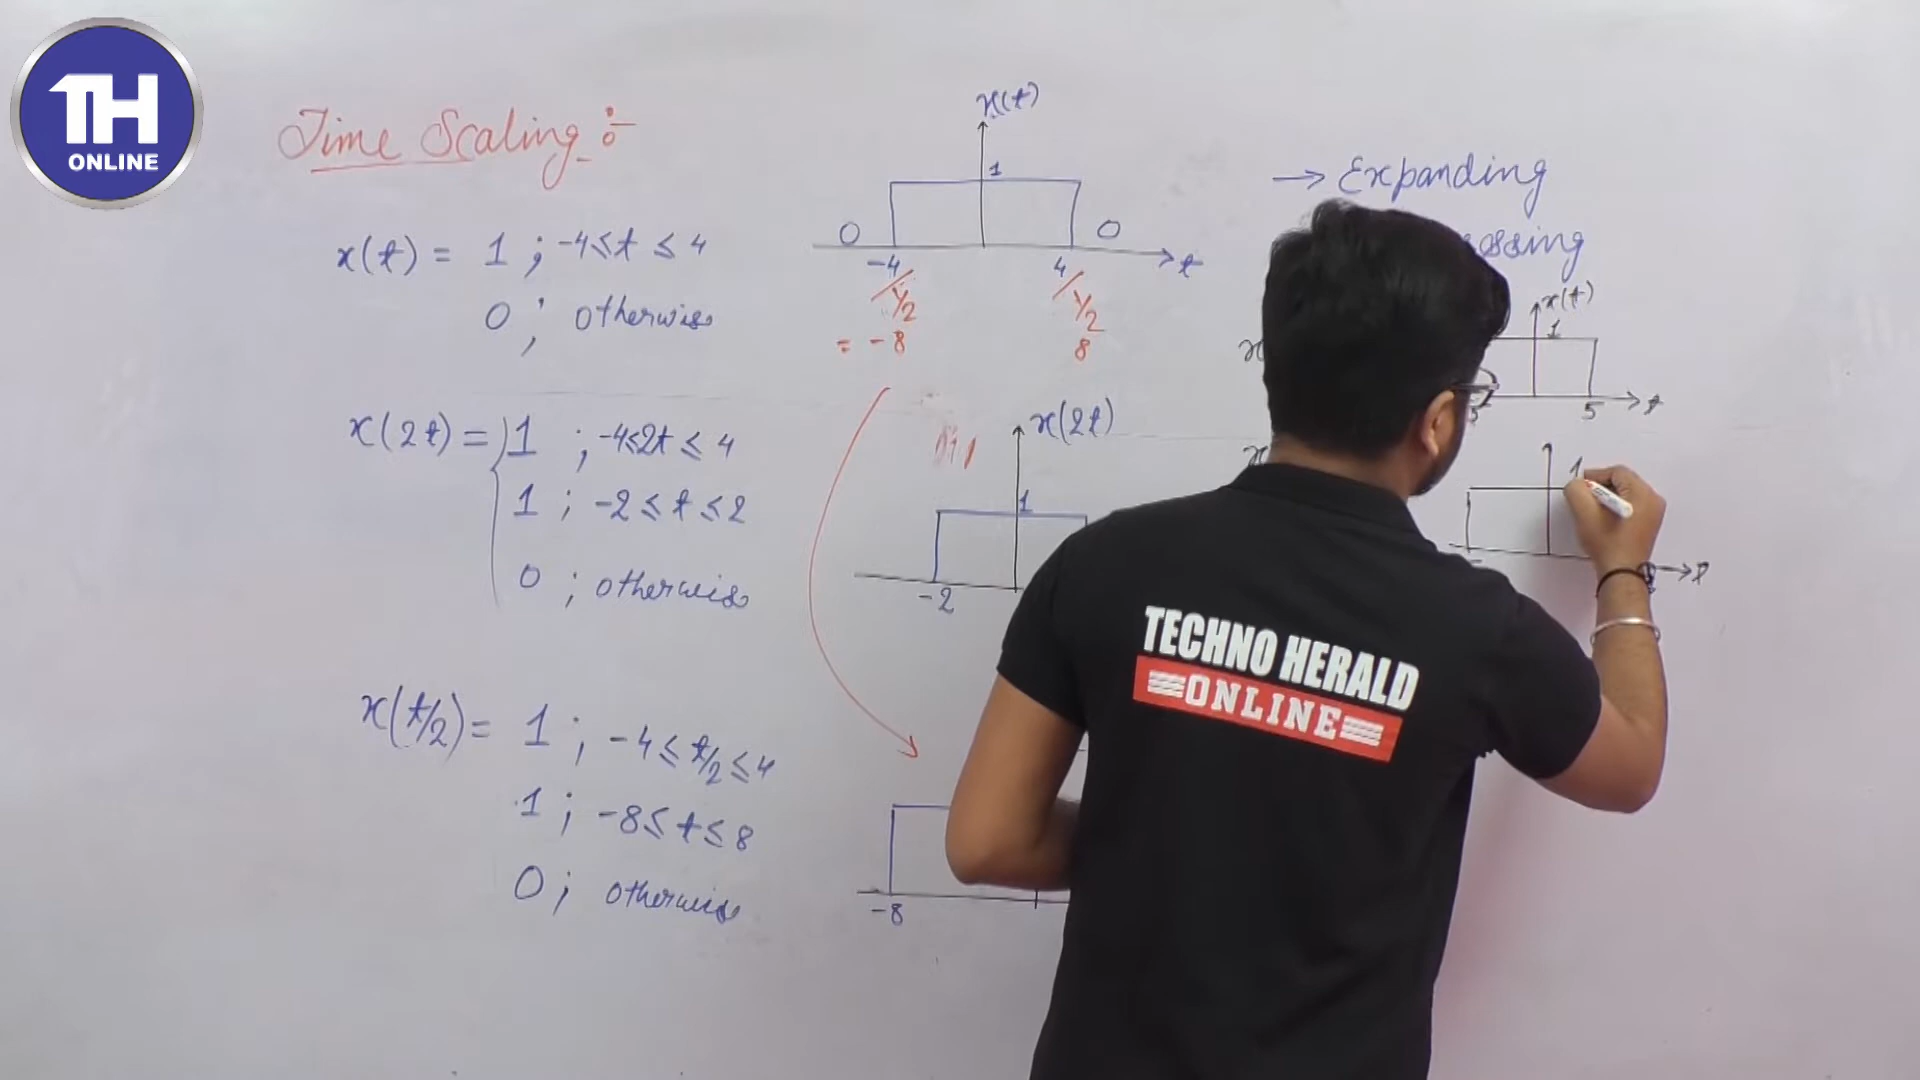 TH
ONLINE
Time Scaling :-
x(t) = 1 ; -4 ≤ t ≤ 4
0 ; otherwise
x(2t) = 1 ; -4≤2t ≤ 4
1 ; -2 ≤ t ≤ 2
0 ; otherwise
x(t/2) = 1 ; -4 ≤ t/2 ≤ 4
1 ; -8 ≤ t ≤ 8
0 ; otherwise
x(t)
1
0 0
-4 4 t
1/2 1/2
= -8 8
x(2t)
1
-2
-8
→ Expanding
x(t)
1
5 t
1
t
TECHNO HERALD
ONLINE